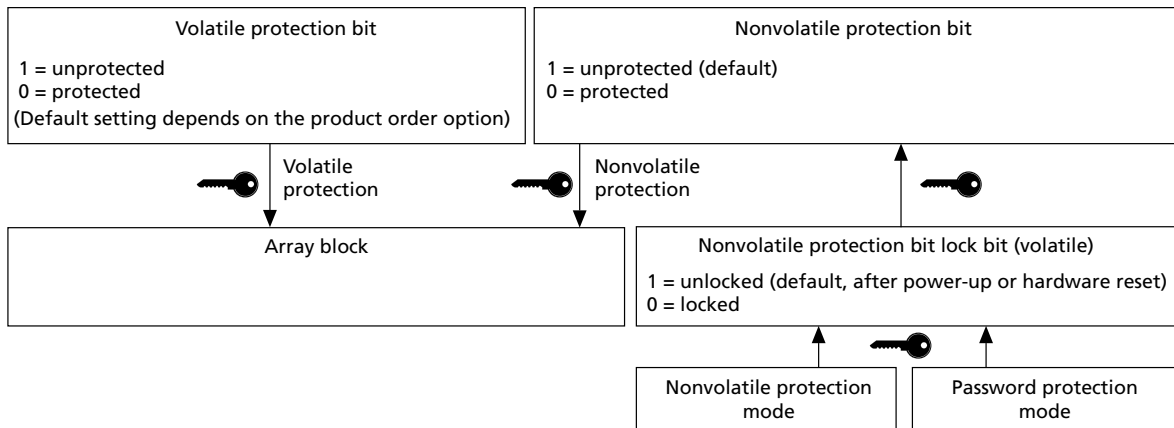 Volatile protection bit
1 = unprotected
0 = protected
(Default setting depends on the product order option)
Nonvolatile protection bit
1 = unprotected (default)
0 = protected
Volatile
protection
Nonvolatile
protection
Array block
Nonvolatile protection bit lock bit (volatile)
1 = unlocked (default, after power-up or hardware reset)
0 = locked
Nonvolatile protection
mode
Password protection
mode